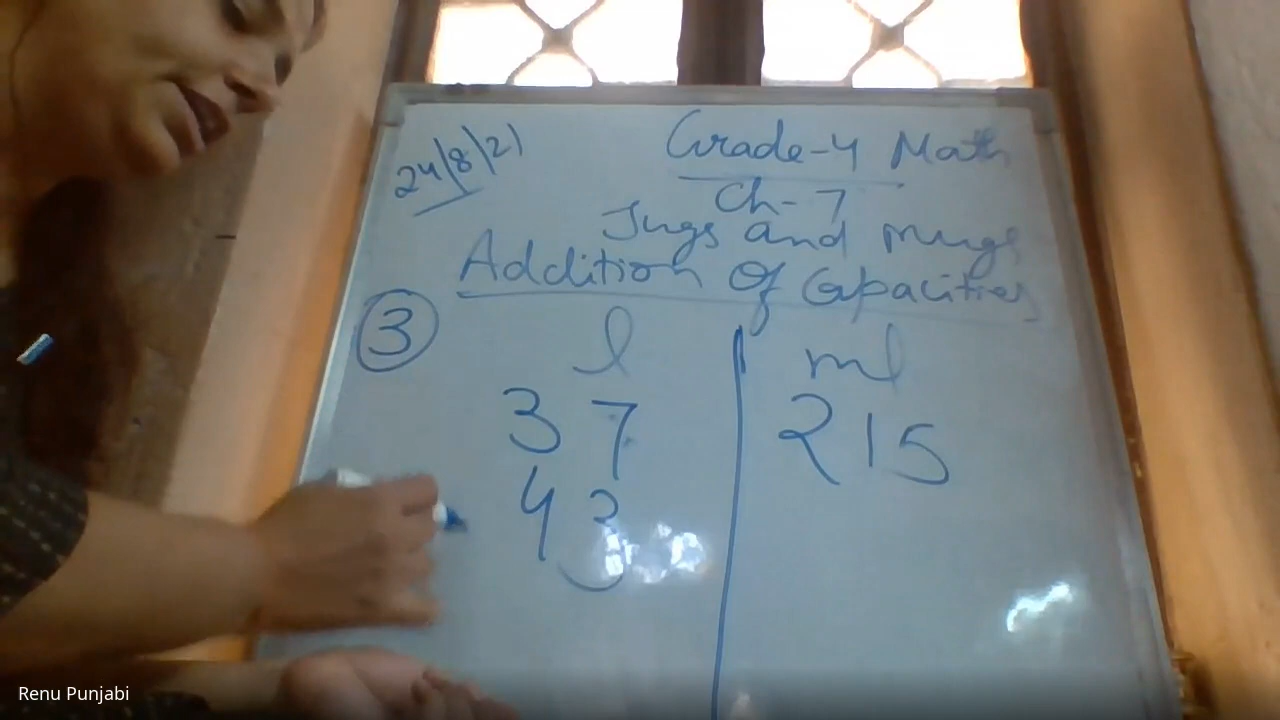 24/8/21
Grade-4 Math
Ch-7
Jugs and mugs
Addition of Capacities
3
l ml
37 215
43
Renu Punjabi